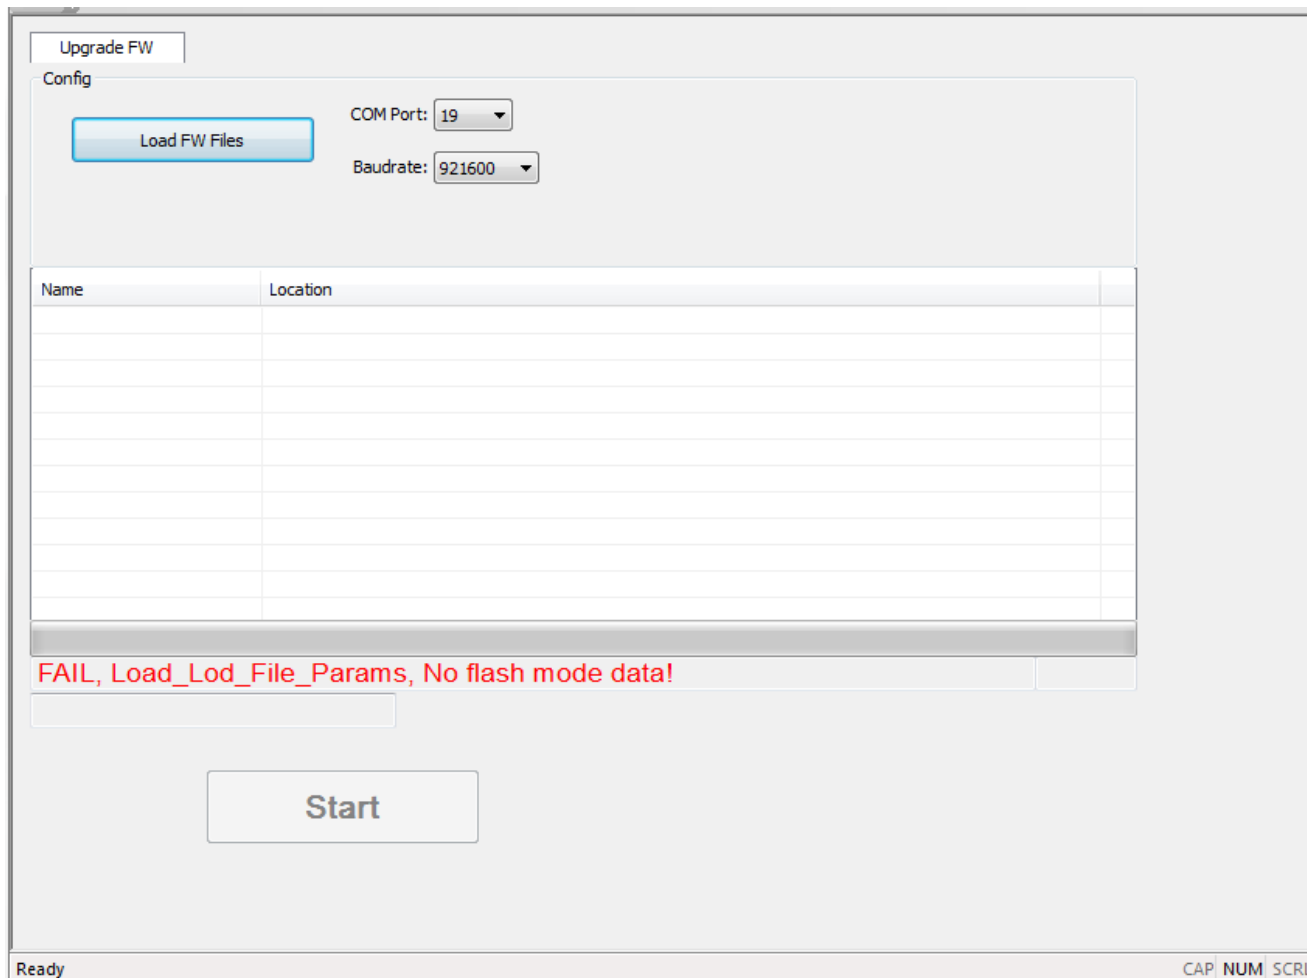 Upgrade FW
Config
Load FW Files
COM Port: 19
Baudrate: 921600
Name Location
FAIL, Load_Lod_File_Params, No flash mode data!
Start
Ready CAP NUM